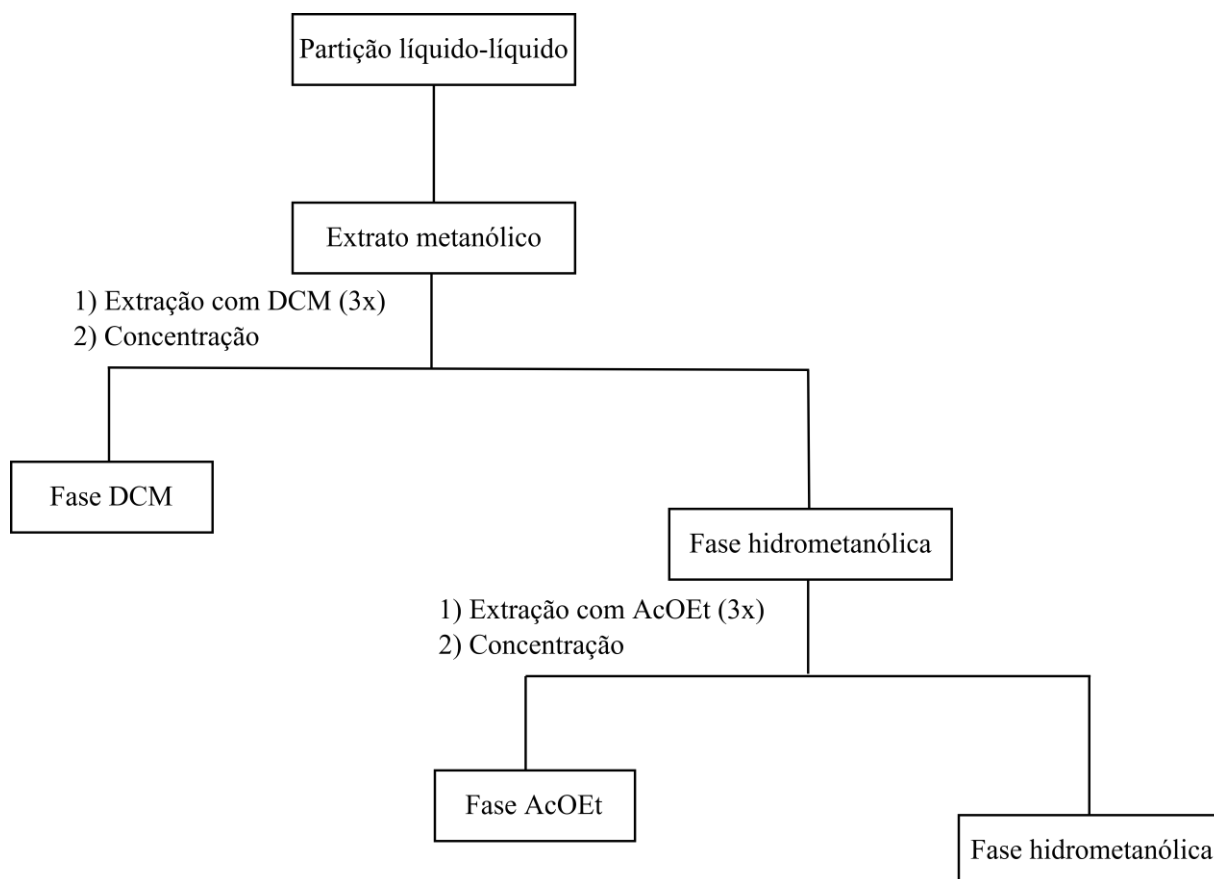 Partição líquido-líquido
Extrato metanólico
1) Extração com DCM (3x)
2) Concentração
Fase DCM
Fase hidrometanólica
1) Extração com AcOEt (3x)
2) Concentração
Fase AcOEt
Fase hidrometanólica